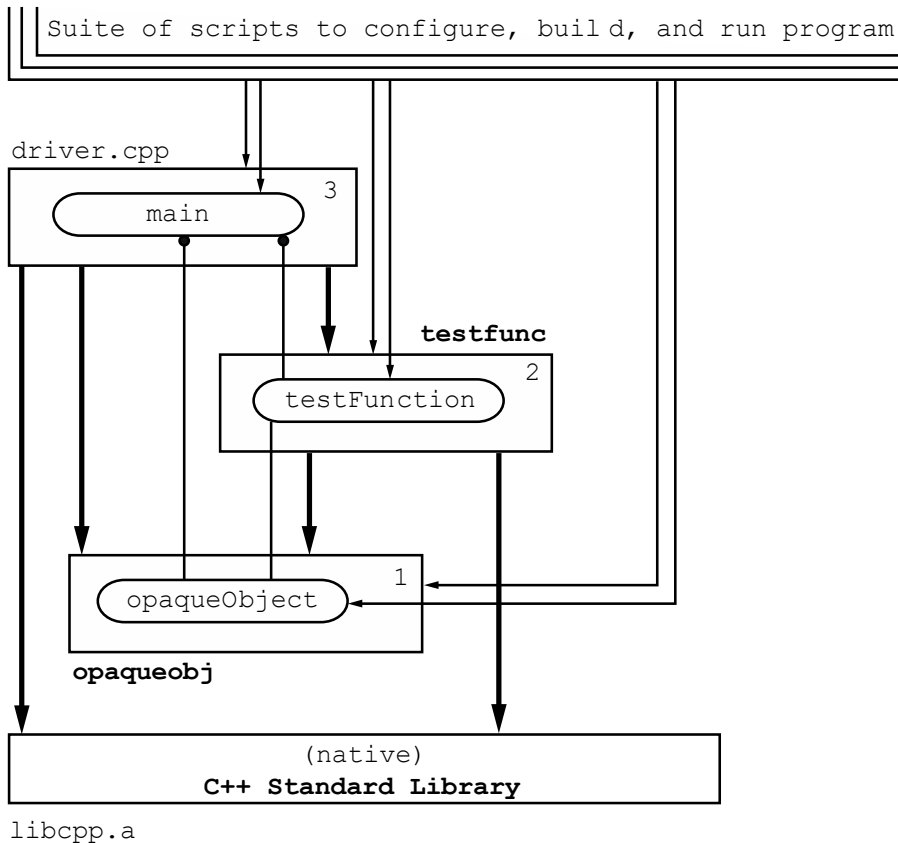 Suite of scripts to configure, build, and run program
driver.cpp
3
main
testfunc
2
testFunction
1
opaqueObject
opaqueobj
(native)
C++ Standard Library
libcpp.a